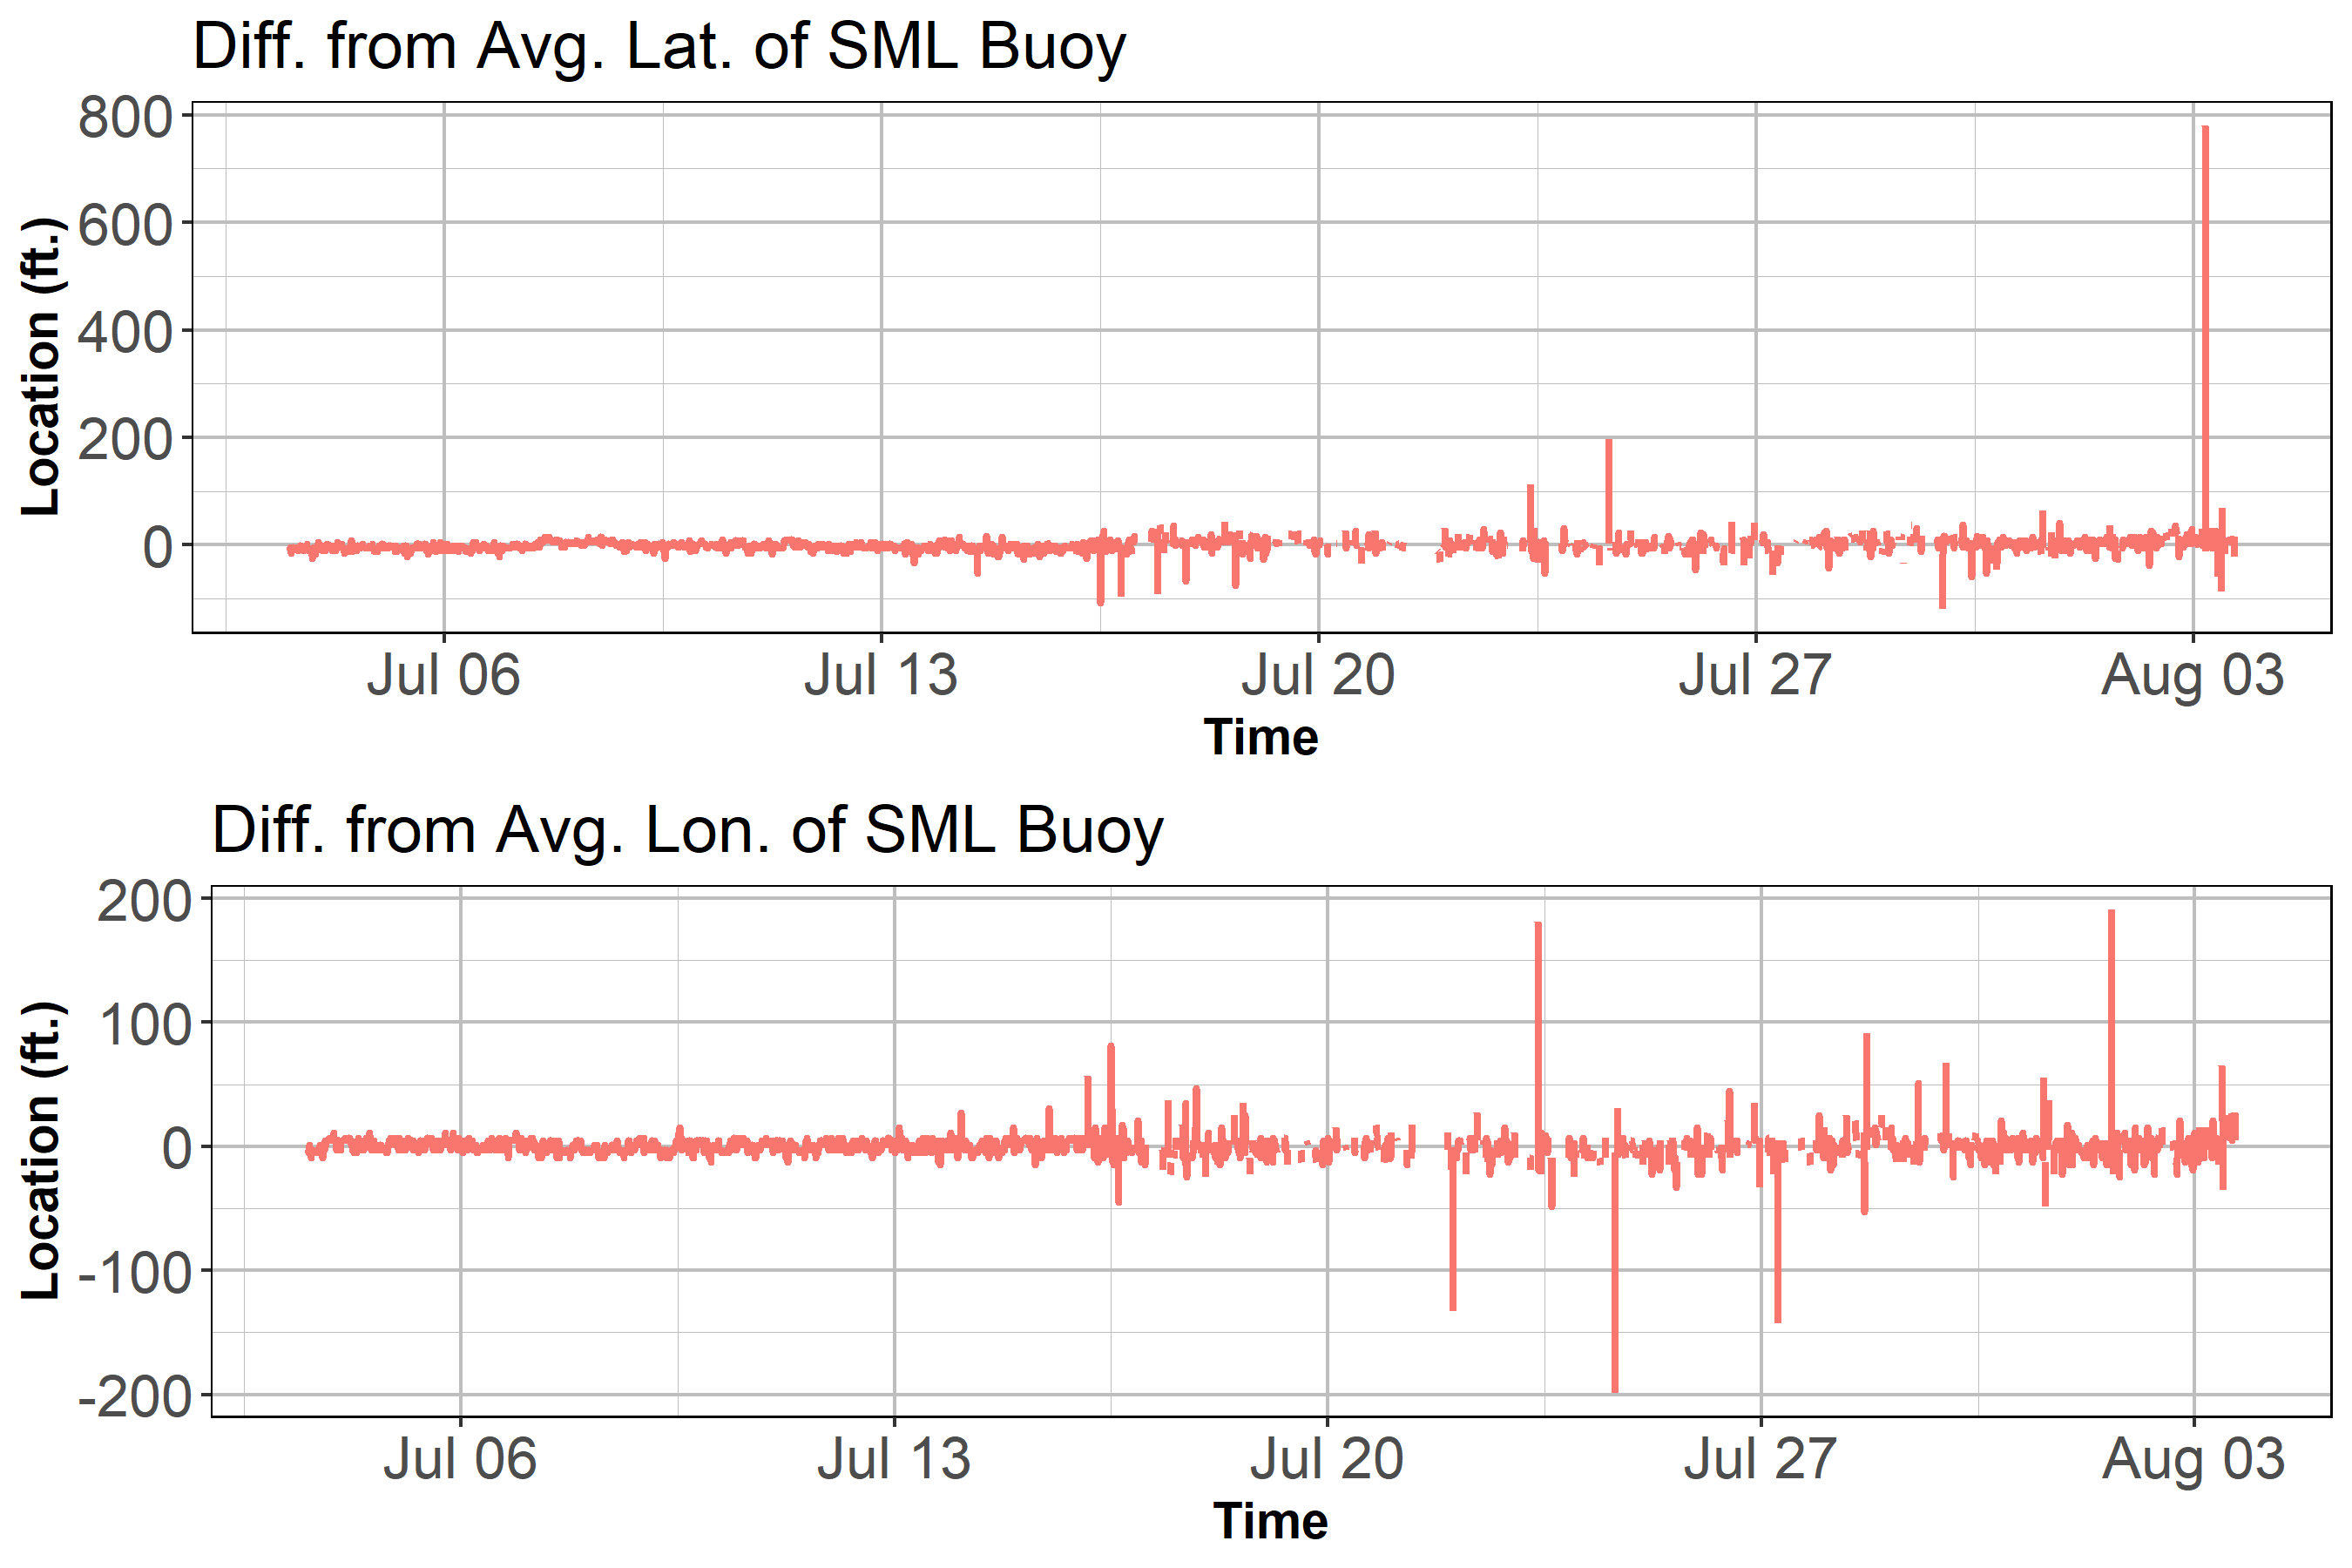 Diff. from Avg. Lat. of SML Buoy
800
600
400
200
0
Location (ft.)
Jul 06 Jul 13 Jul 20 Jul 27 Aug 03
Time
Diff. from Avg. Lon. of SML Buoy
200
100
0
-100
-200
Location (ft.)
Jul 06 Jul 13 Jul 20 Jul 27 Aug 03
Time